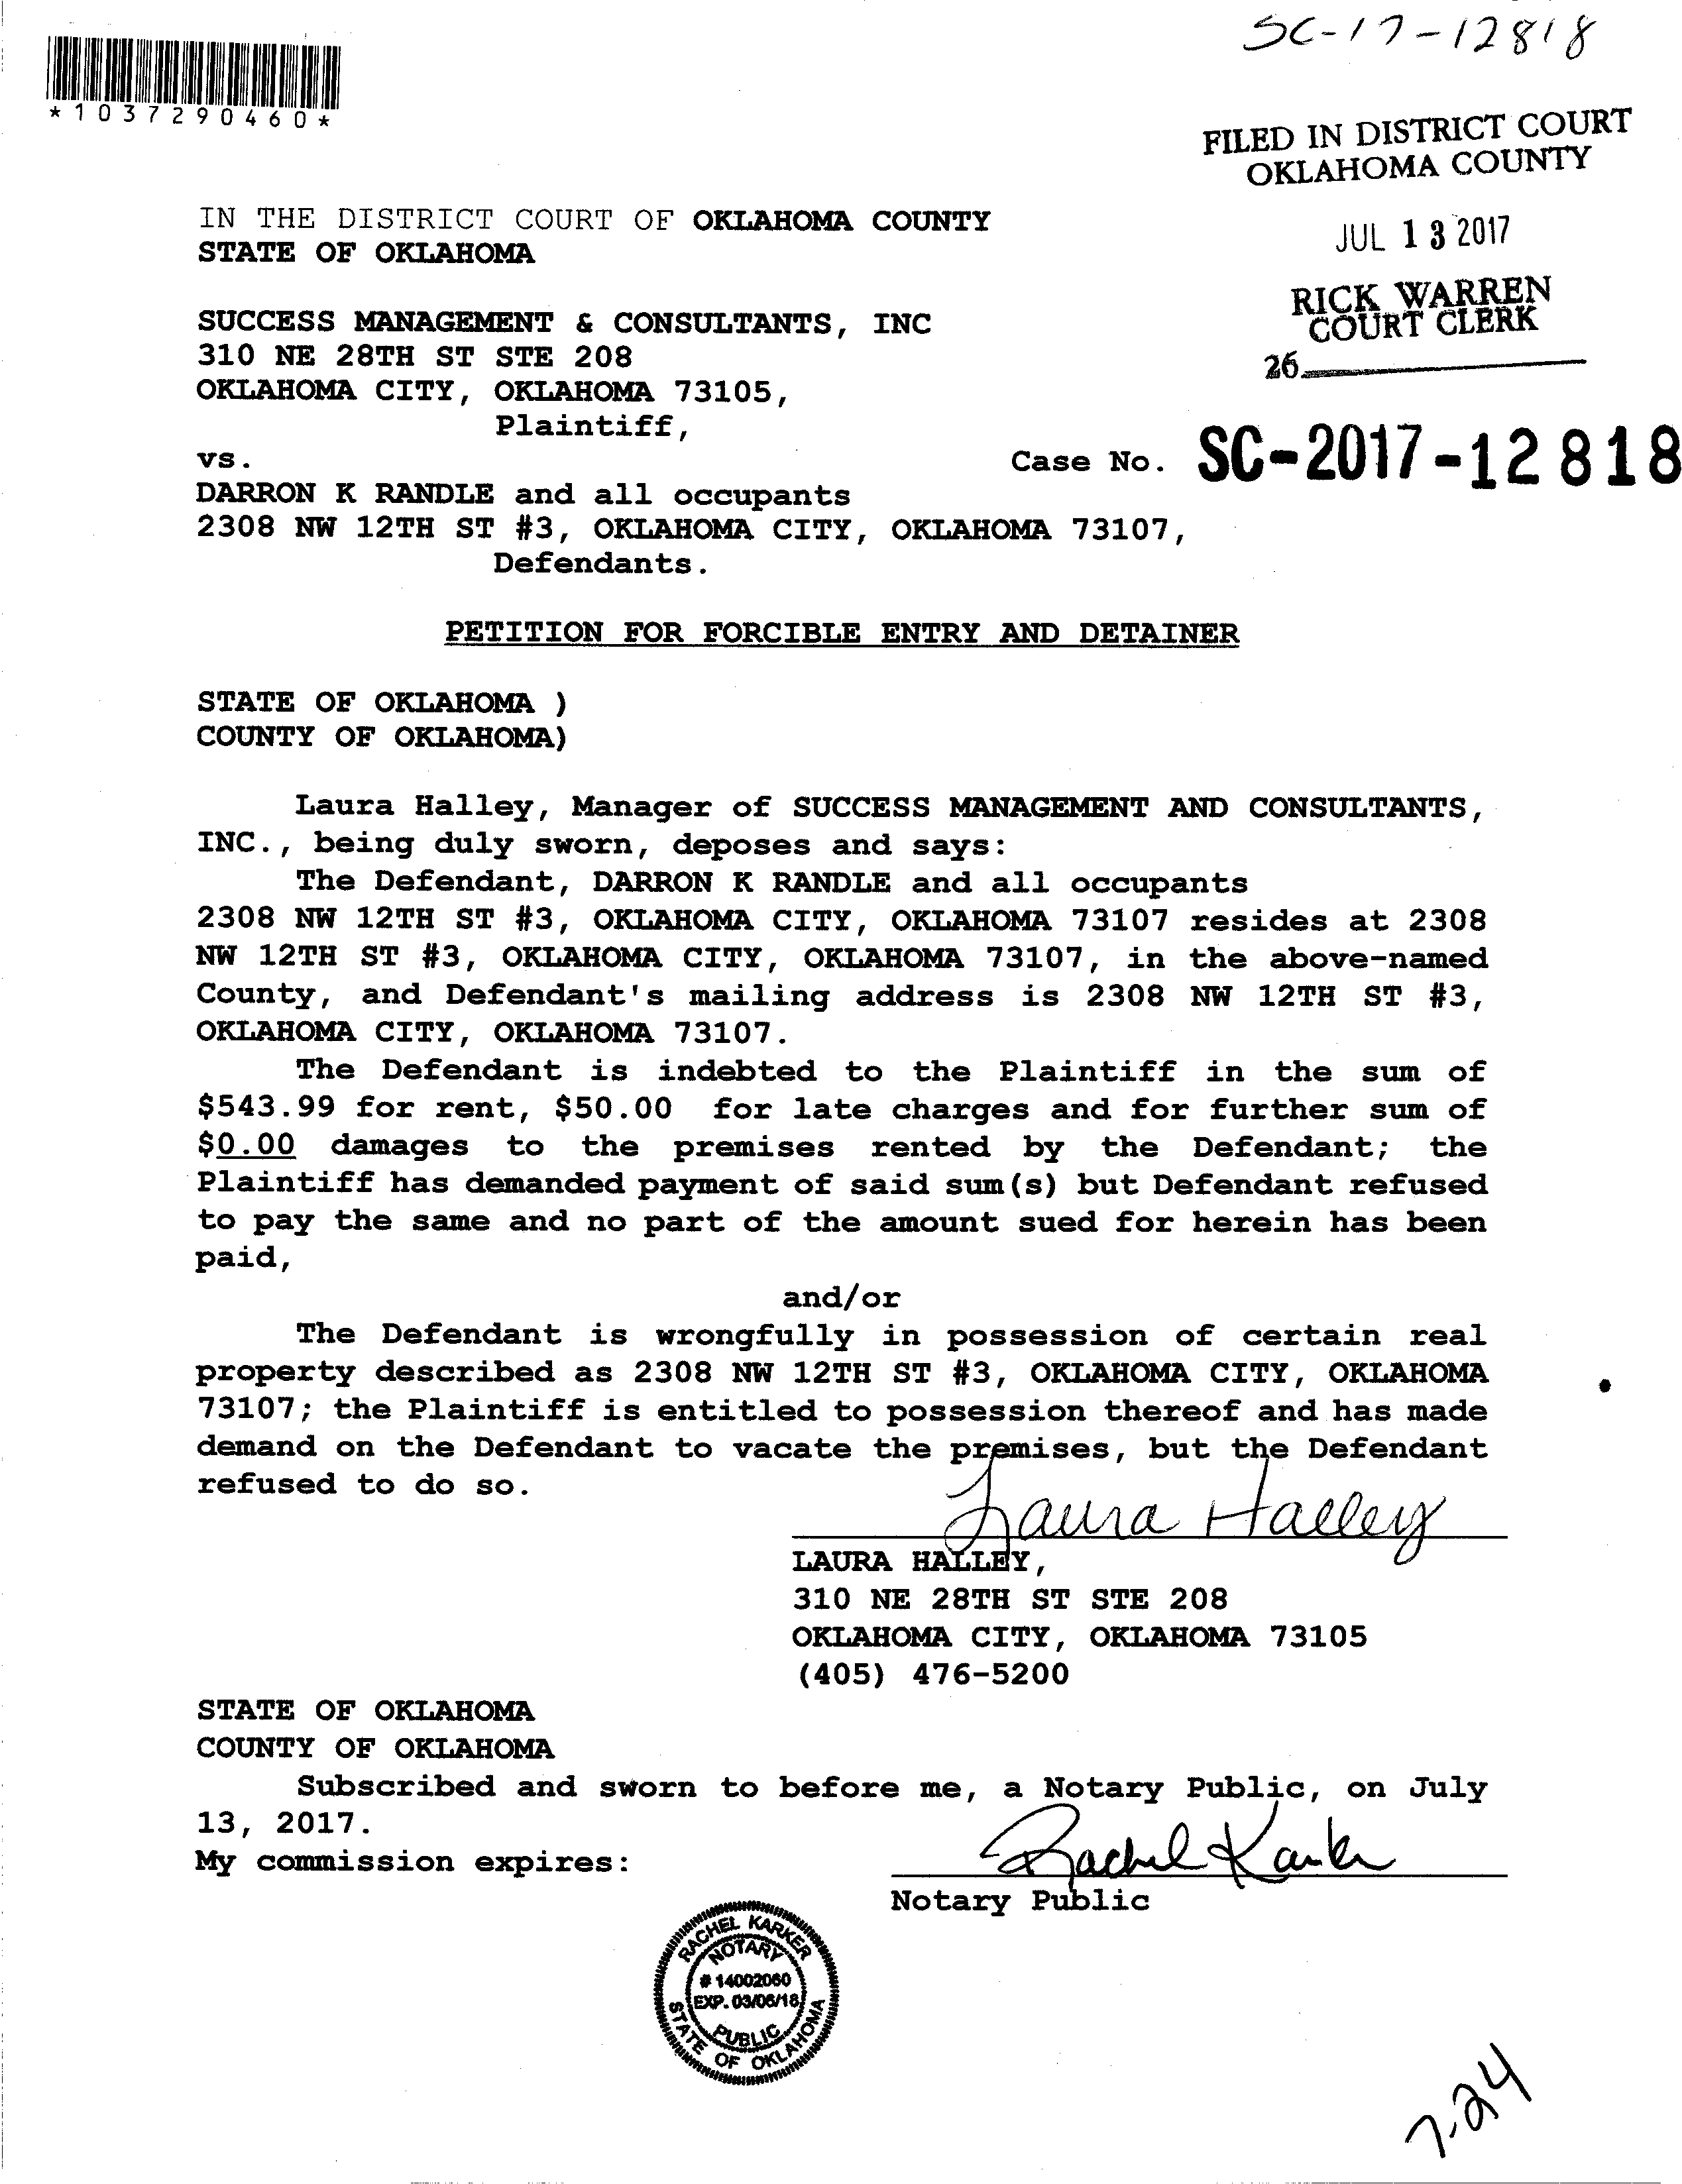 SC-17-12818
*1037290460*
FILED IN DISTRICT COURT
OKLAHOMA COUNTY
JUL 13 2017
RICK WARREN
COURT CLERK
26
IN THE DISTRICT COURT OF OKLAHOMA COUNTY
STATE OF OKLAHOMA
SUCCESS MANAGEMENT & CONSULTANTS, INC
310 NE 28TH ST STE 208
OKLAHOMA CITY, OKLAHOMA 73105,
Plaintiff,
vs.
Case No. SC-2017-12818
DARRON K RANDLE and all occupants
2308 NW 12TH ST #3, OKLAHOMA CITY, OKLAHOMA 73107,
Defendants.
PETITION FOR FORCIBLE ENTRY AND DETAINER
STATE OF OKLAHOMA )
COUNTY OF OKLAHOMA)
Laura Halley, Manager of SUCCESS MANAGEMENT AND CONSULTANTS,
INC., being duly sworn, deposes and says:
The Defendant, DARRON K RANDLE and all occupants
2308 NW 12TH ST #3, OKLAHOMA CITY, OKLAHOMA 73107 resides at 2308
NW 12TH ST #3, OKLAHOMA CITY, OKLAHOMA 73107, in the above-named
County, and Defendant's mailing address is 2308 NW 12TH ST #3,
OKLAHOMA CITY, OKLAHOMA 73107.
The Defendant is indebted to the Plaintiff in the sum of
$543.99 for rent, $50.00 for late charges and for further sum of
$0.00 damages to the premises rented by the Defendant; the
Plaintiff has demanded payment of said sum(s) but Defendant refused
to pay the same and no part of the amount sued for herein has been
paid,
and/or
The Defendant is wrongfully in possession of certain real
property described as 2308 NW 12TH ST #3, OKLAHOMA CITY, OKLAHOMA
73107; the Plaintiff is entitled to possession thereof and has made
demand on the Defendant to vacate the premises, but the Defendant
refused to do so.
Laura Halley
LAURA HALLEY,
310 NE 28TH ST STE 208
OKLAHOMA CITY, OKLAHOMA 73105
(405) 476-5200
STATE OF OKLAHOMA
COUNTY OF OKLAHOMA
Subscribed and sworn to before me, a Notary Public, on July
13, 2017.
My commission expires:
Rachel Karker
Notary Public
RACHEL KARKER
NOTARY
# 14002060
EXP. 03/06/18
PUBLIC
STATE OF OKLAHOMA
7-24